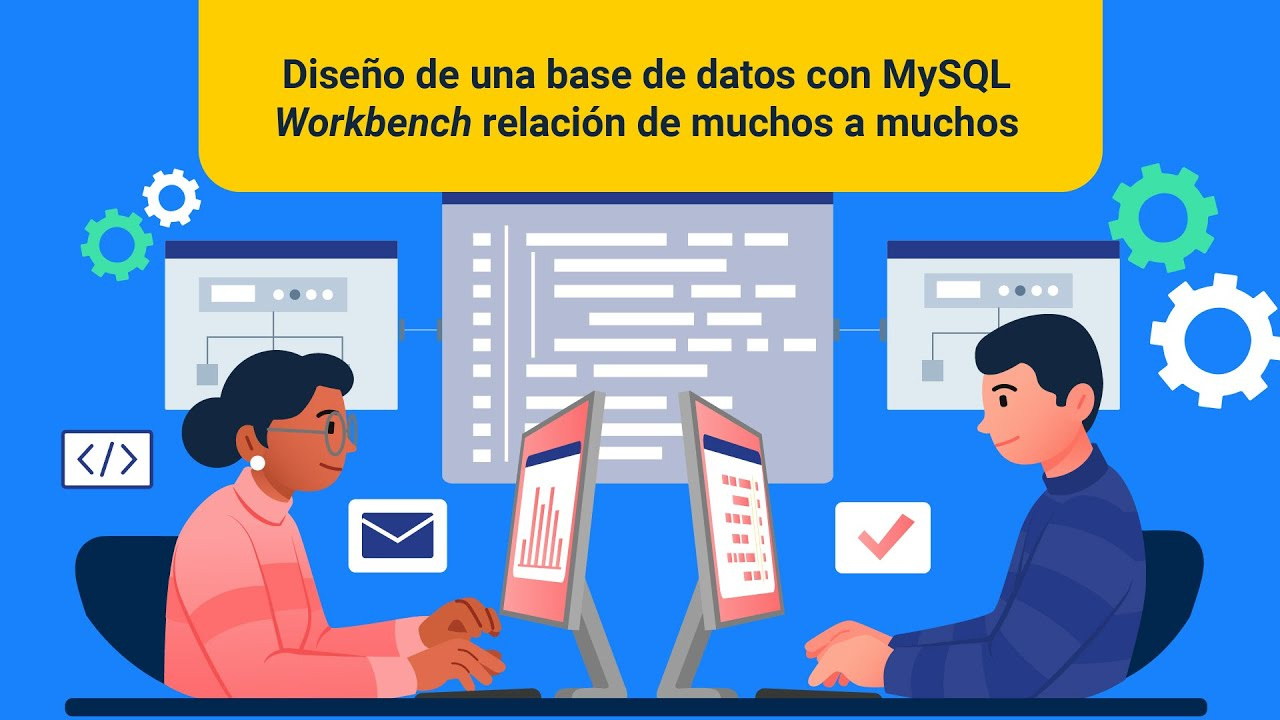 Diseño de una base de datos con MySQL
Workbench relación de muchos a muchos
</>